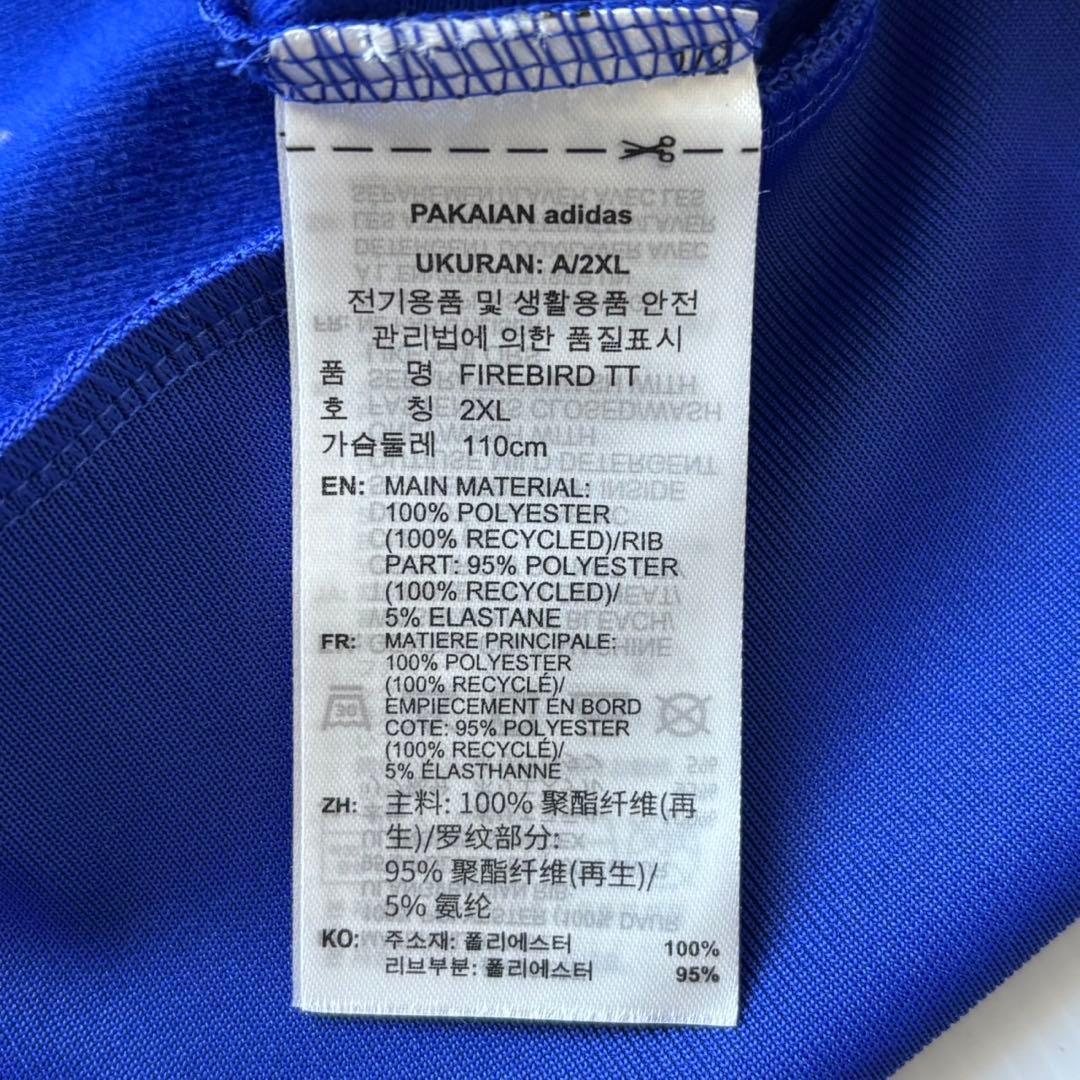 PAKAIAN adidas
UKURAN: A/2XL
전기용품 및 생활용품 안전
관리법에 의한 품질표시
품 명 FIREBIRD TT
호 칭 2XL
가슴둘레 110cm
EN: MAIN MATERIAL:
100% POLYESTER
(100% RECYCLED)/RIB
PART: 95% POLYESTER
(100% RECYCLED)/
5% ELASTANE
FR: MATIERE PRINCIPALE:
100% POLYESTER
(100% RECYCLÉ)/
EMPIECEMENT EN BORD
COTE: 95% POLYESTER
(100% RECYCLÉ)/
5% ÉLASTHANNE
ZH: 主料: 100% 聚酯纤维(再
生)/罗纹部分:
95% 聚酯纤维(再生)/
5% 氨纶
KO: 주소재: 폴리에스터 100%
리브부분: 폴리에스터 95%